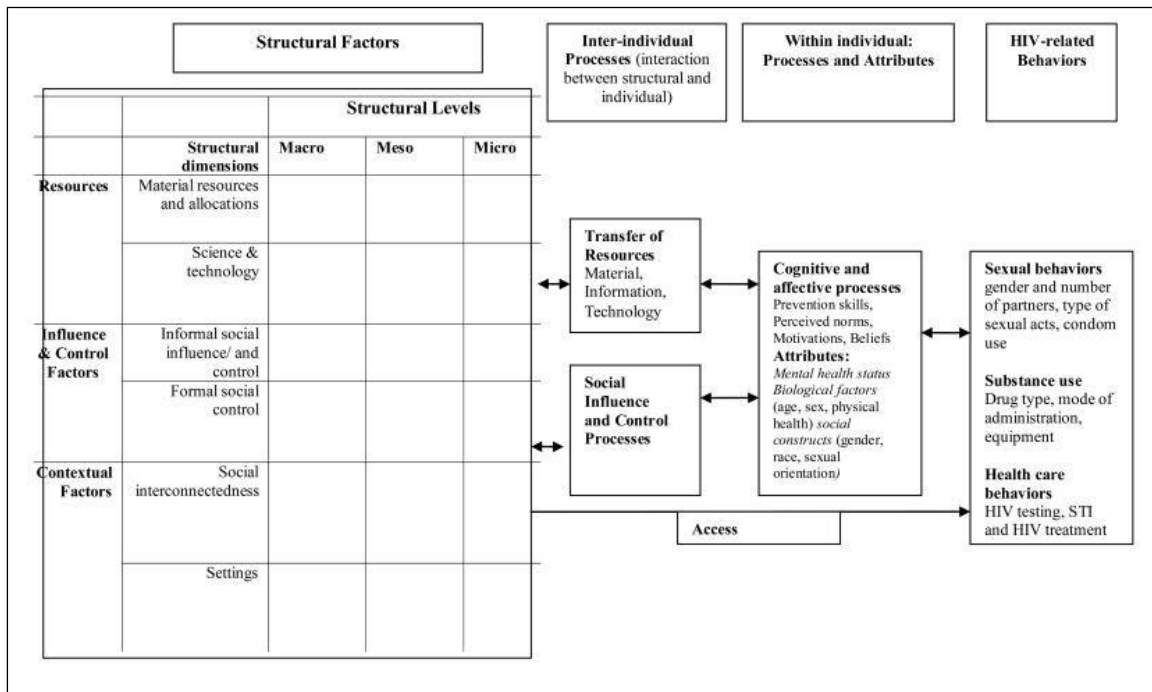 Structural Factors
Inter-individual
Processes (interaction
between structural and
individual)
Within individual:
Processes and Attributes
HIV-related
Behaviors
Structural Levels
Structural
dimensions
Macro
Meso
Micro
Resources
Material resources
and allocations
Science &
technology
Influence
& Control
Factors
Informal social
influence/ and
control
Formal social
control
Contextual
Factors
Social
interconnectedness
Settings
Transfer of
Resources
Material,
Information,
Technology
Social
Influence
and Control
Processes
Cognitive and
affective processes
Prevention skills,
Perceived norms,
Motivations, Beliefs
Attributes:
Mental health status
Biological factors
(age, sex, physical
health) social
constructs (gender,
race, sexual
orientation)
Access
Sexual behaviors
gender and number
of partners, type of
sexual acts, condom
use
Substance use
Drug type, mode of
administration,
equipment
Health care
behaviors
HIV testing, STI
and HIV treatment